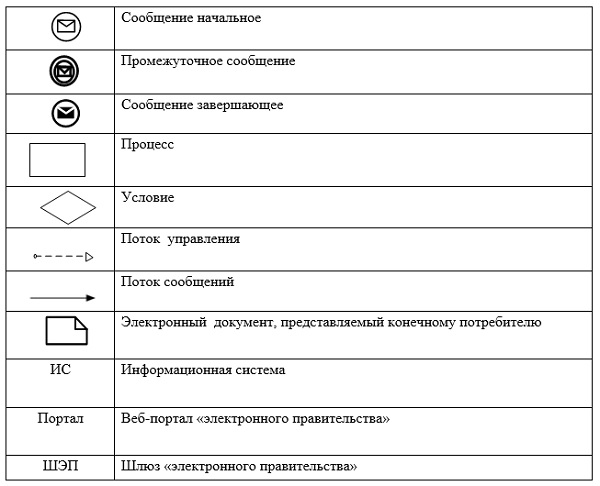 Сообщение начальное
Промежуточное сообщение
Сообщение завершающее
Процесс
Условие
Поток управления
Поток сообщений
Электронный документ, представляемый конечному потребителю
ИС Информационная система
Портал Веб-портал «электронного правительства»
ШЭП Шлюз «электронного правительства»